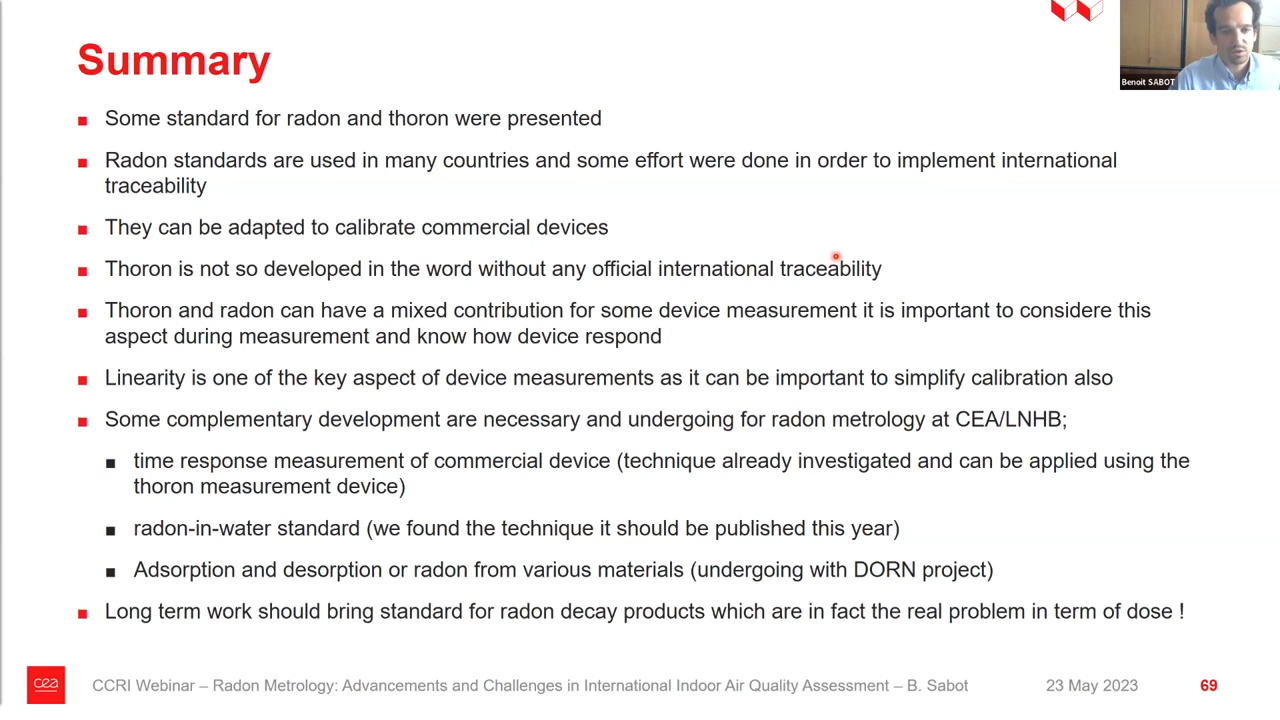 Summary
Benoit SABOT
Some standard for radon and thoron were presented
Radon standards are used in many countries and some effort were done in order to implement international
traceability
They can be adapted to calibrate commercial devices
Thoron is not so developed in the word without any official international traceability
Thoron and radon can have a mixed contribution for some device measurement it is important to considere this
aspect during measurement and know how device respond
Linearity is one of the key aspect of device measurements as it can be important to simplify calibration also
Some complementary development are necessary and undergoing for radon metrology at CEA/LNHB;
time response measurement of commercial device (technique already investigated and can be applied using the
thoron measurement device)
radon-in-water standard (we found the technique it should be published this year)
Adsorption and desorption or radon from various materials (undergoing with DORN project)
Long term work should bring standard for radon decay products which are in fact the real problem in term of dose !
cea
CCRI Webinar – Radon Metrology: Advancements and Challenges in International Indoor Air Quality Assessment – B. Sabot
23 May 2023
69